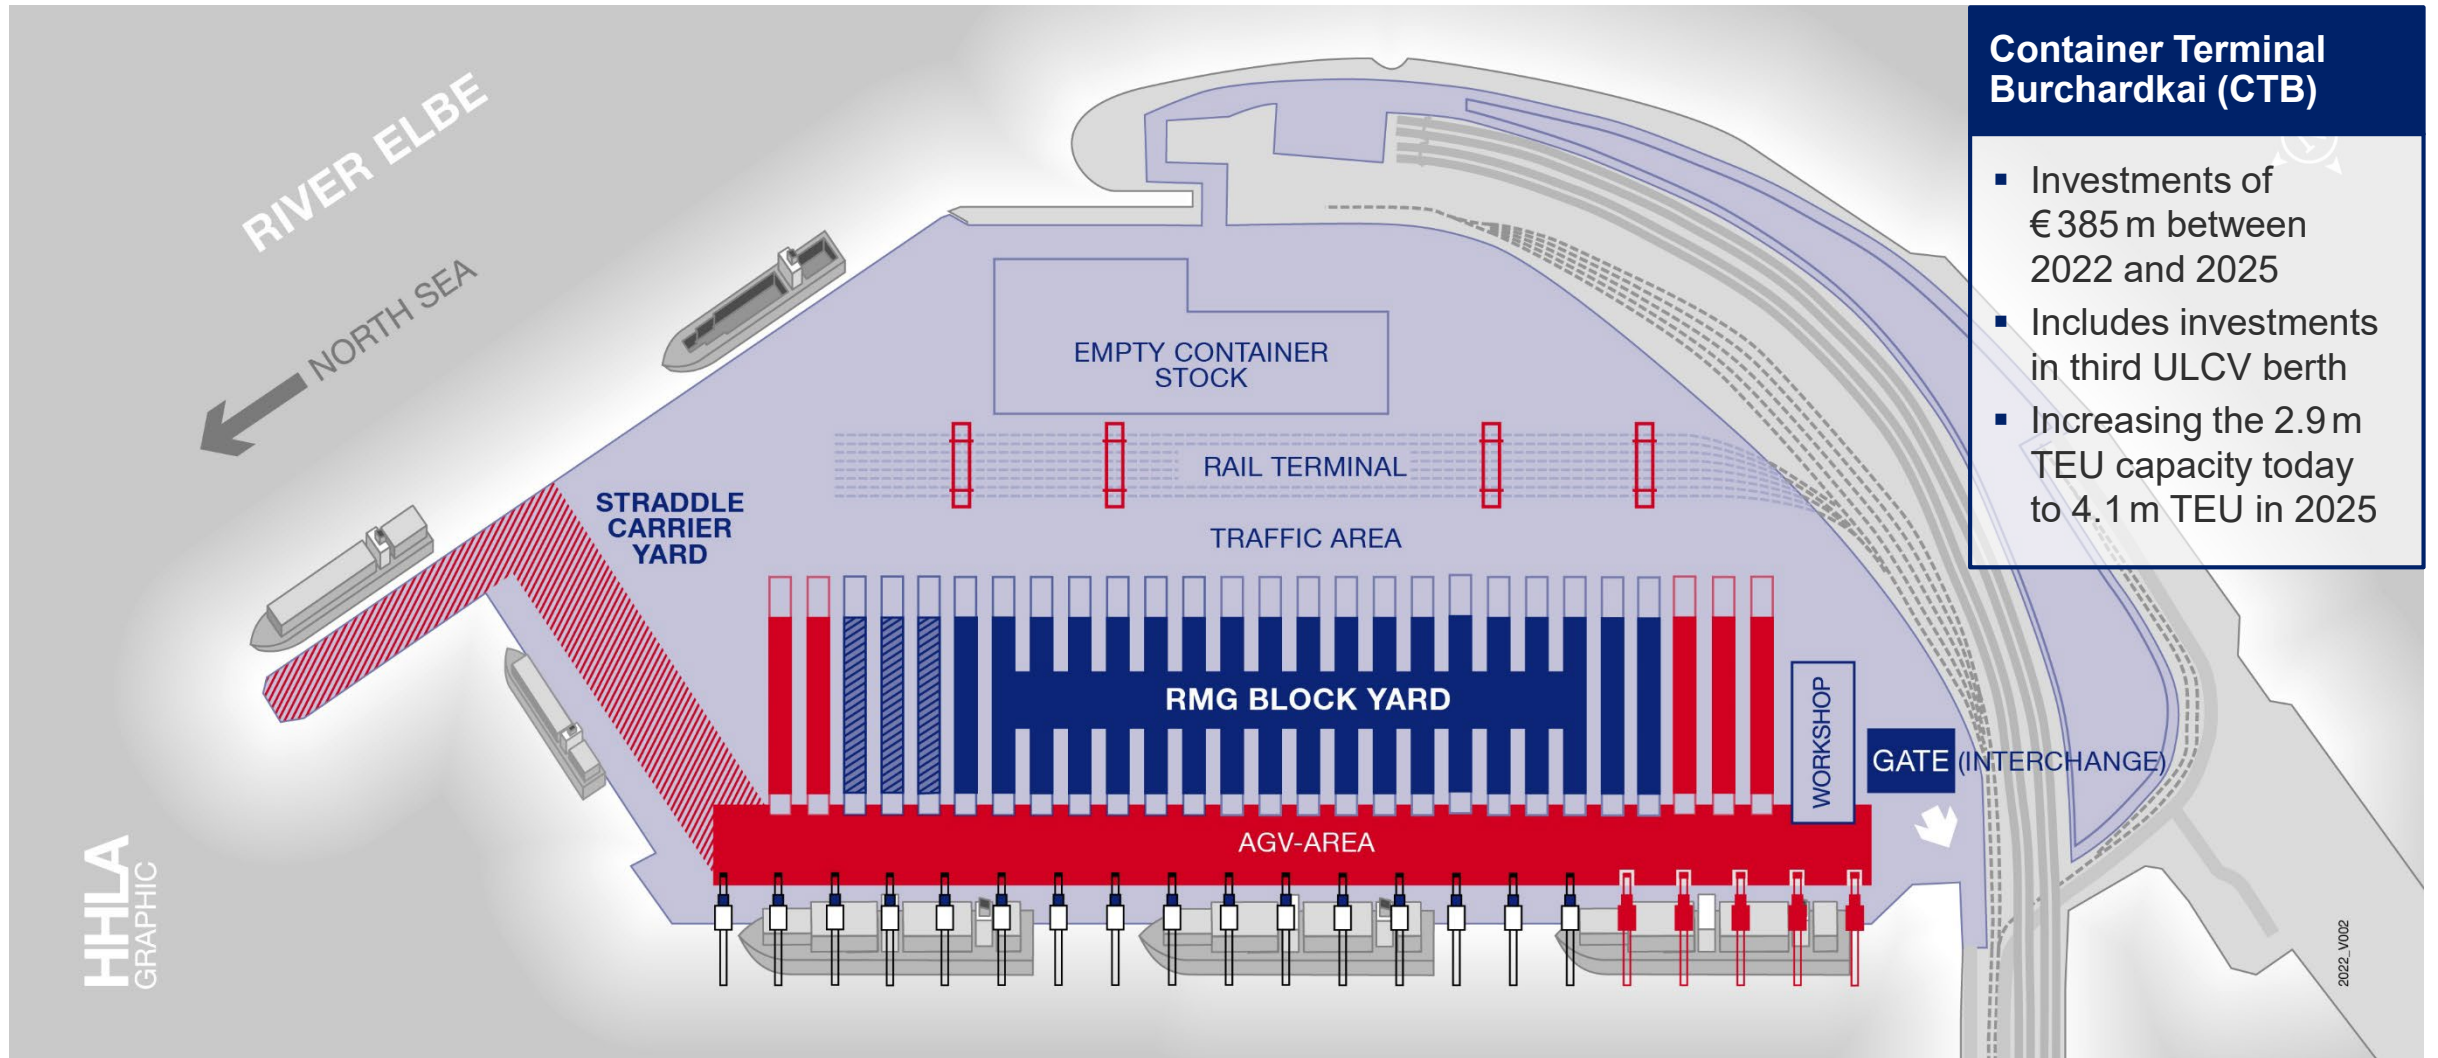 Container Terminal
Burchardkai (CTB)
▪ Investments of
€ 385 m between
2022 and 2025
▪ Includes investments
in third ULCV berth
▪ Increasing the 2.9 m
TEU capacity today
to 4.1 m TEU in 2025
RIVER ELBE
NORTH SEA
EMPTY CONTAINER
STOCK
RAIL TERMINAL
STRADDLE
CARRIER
YARD
TRAFFIC AREA
RMG BLOCK YARD
WORKSHOP
GATE (INTERCHANGE)
AGV-AREA
HHLA
GRAPHIC
2022_V002